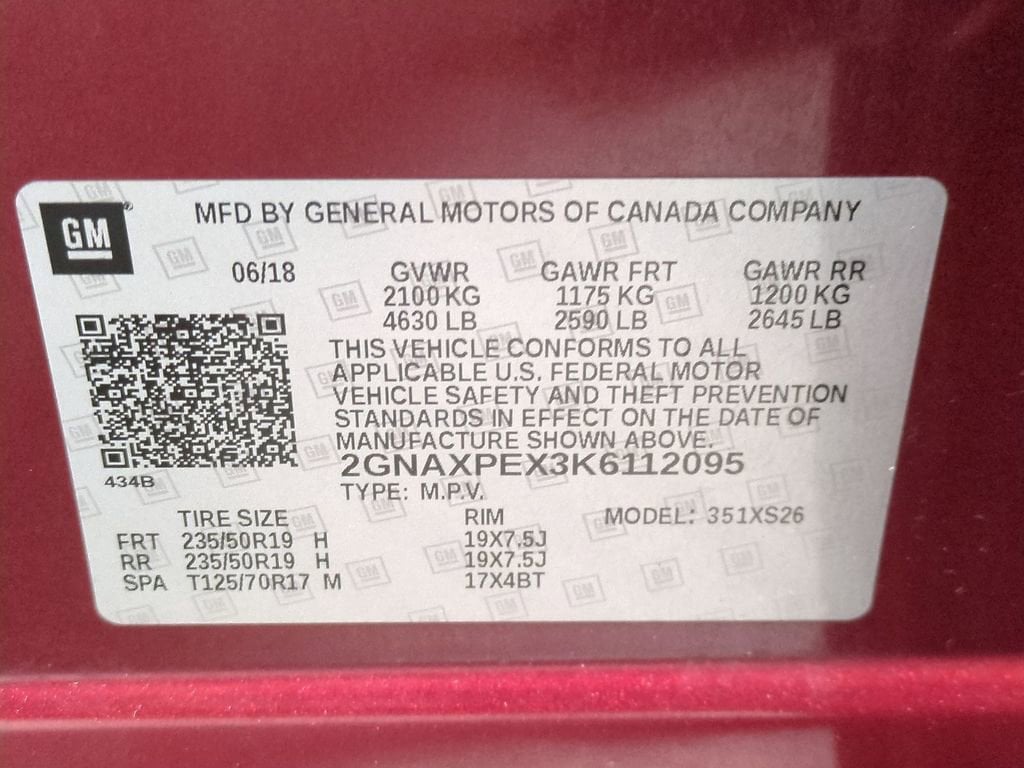 GM
MFD BY GENERAL MOTORS OF CANADA COMPANY
06/18 GVWR GAWR FRT GAWR RR
2100 KG 1175 KG 1200 KG
4630 LB 2590 LB 2645 LB
THIS VEHICLE CONFORMS TO ALL
APPLICABLE U.S. FEDERAL MOTOR
VEHICLE SAFETY AND THEFT PREVENTION
STANDARDS IN EFFECT ON THE DATE OF
MANUFACTURE SHOWN ABOVE.
2GNAXPEX3K6112095
434B
TYPE: M.P.V.
TIRE SIZE RIM MODEL: 351XS26
FRT 235/50R19 H 19X7.5J
RR 235/50R19 H 19X7.5J
SPA T125/70R17 M 17X4BT